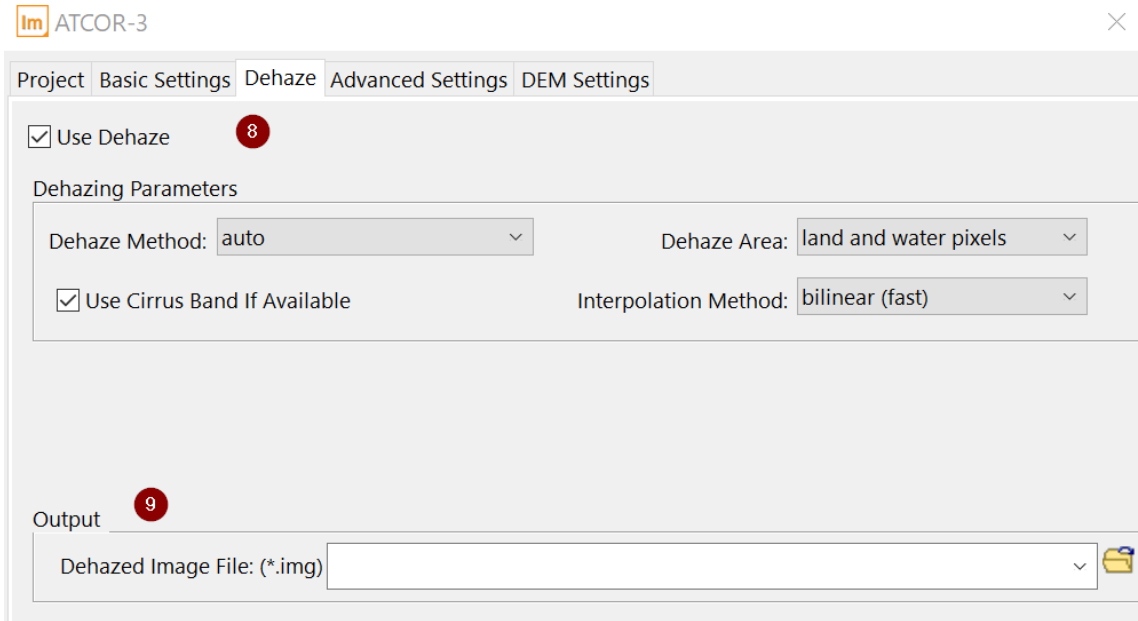 Im ATCOR-3
Project Basic Settings Dehaze Advanced Settings DEM Settings
Use Dehaze 8
Dehazing Parameters
Dehaze Method: auto Dehaze Area: land and water pixels
Use Cirrus Band If Available Interpolation Method: bilinear (fast)
9
Output
Dehazed Image File: (*.img)